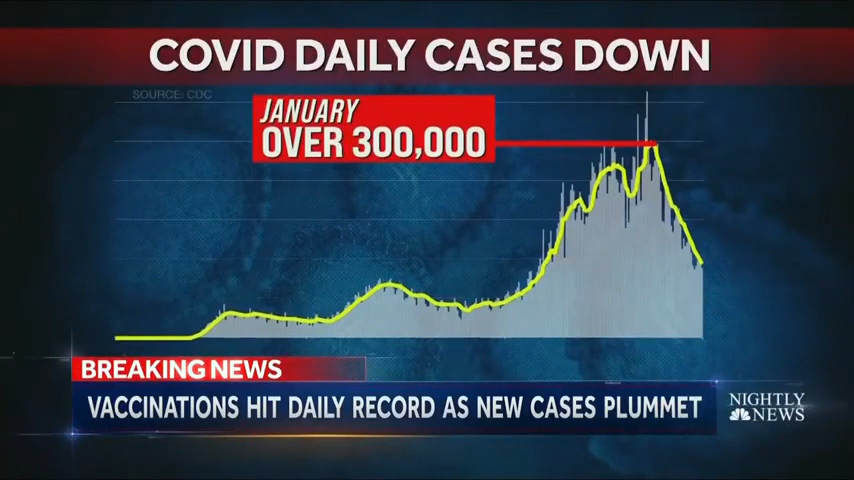 COVID DAILY CASES DOWN
SOURCE: CDC
JANUARY
OVER 300,000
BREAKING NEWS
VACCINATIONS HIT DAILY RECORD AS NEW CASES PLUMMET
NIGHTLY
NEWS